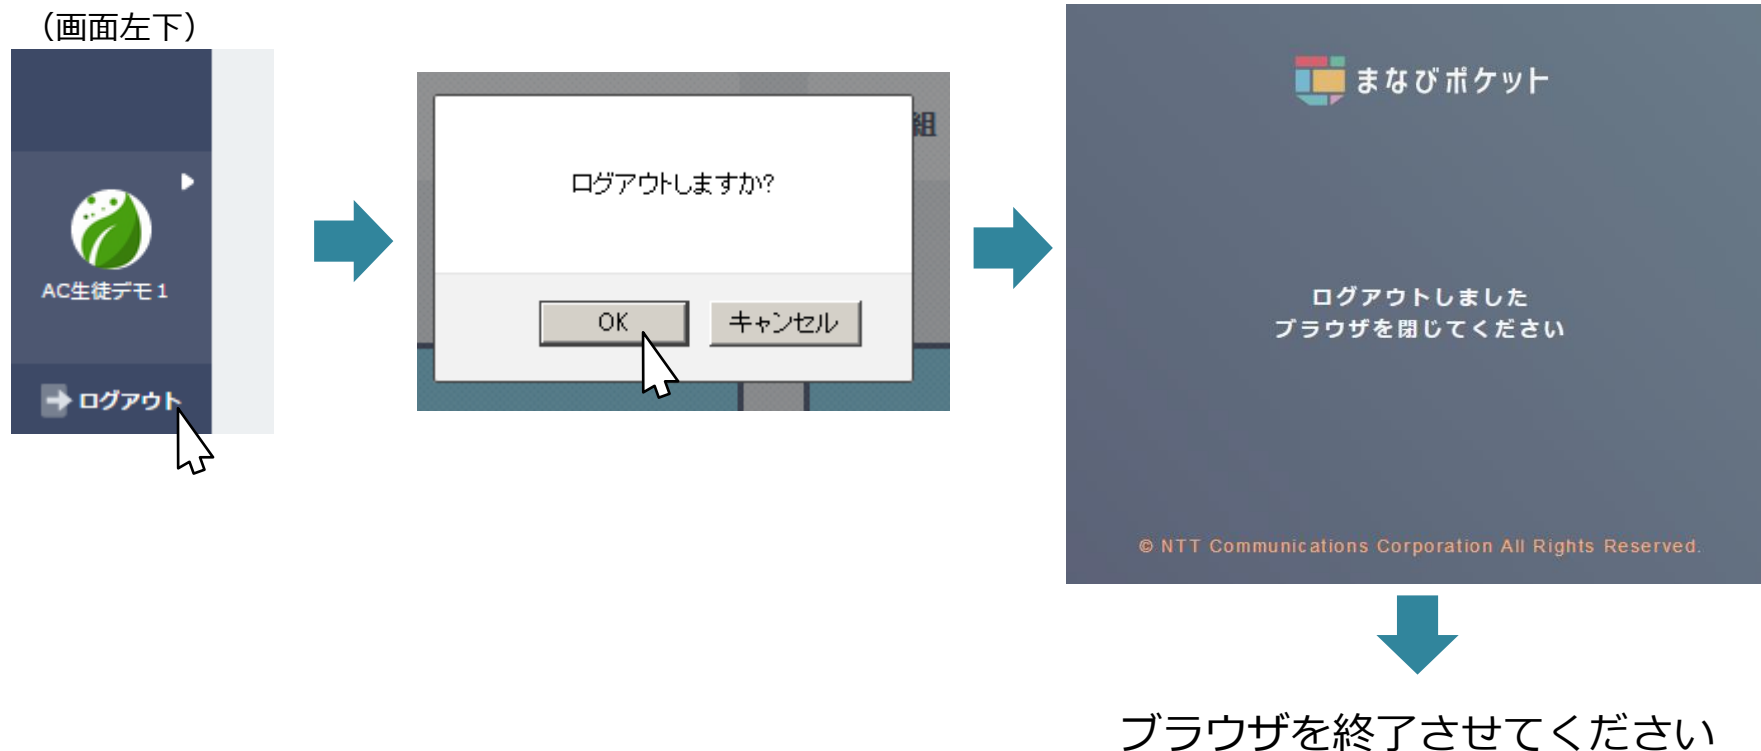 （画面左下）
AC生徒デモ1
ログアウト
組
ログアウトしますか?
OK
キャンセル
まなびポケット
ログアウトしました
ブラウザを閉じてください
© NTT Communications Corporation All Rights Reserved.
ブラウザを終了させてください